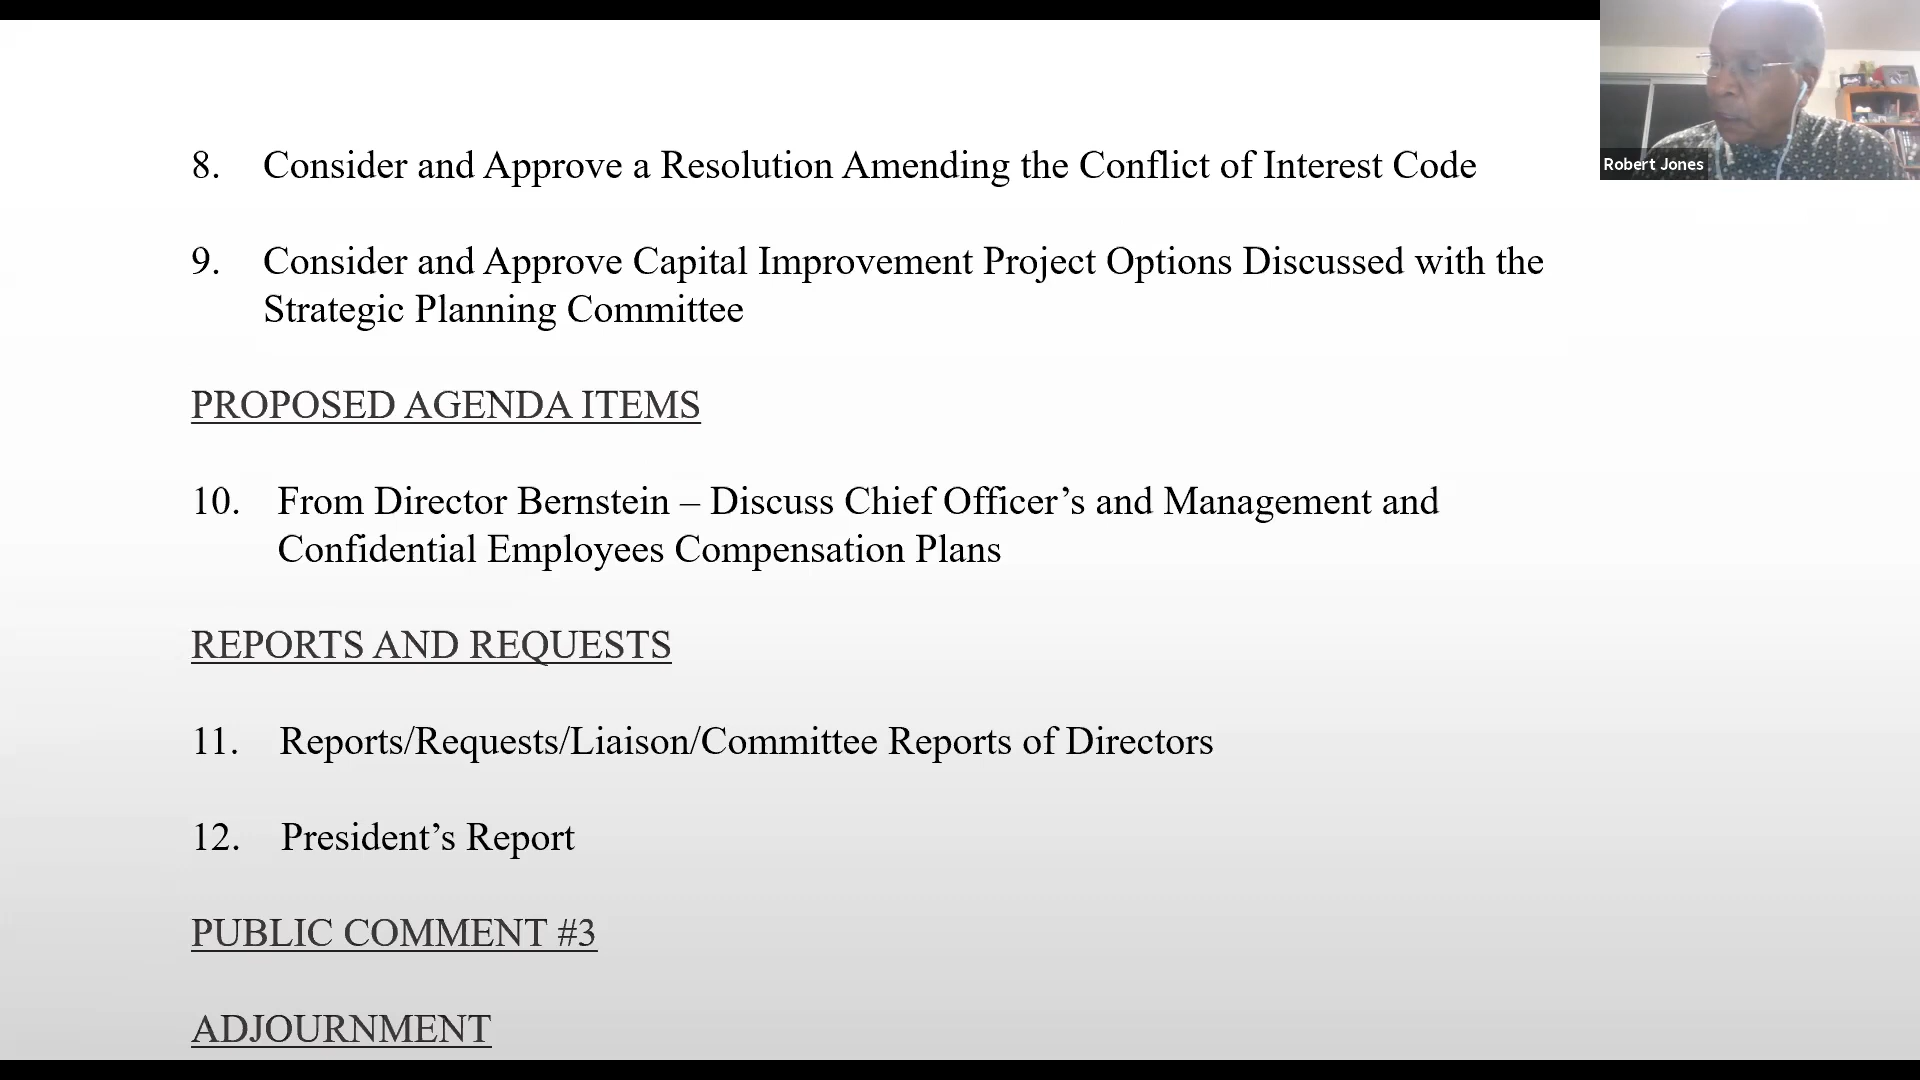 8. Consider and Approve a Resolution Amending the Conflict of Interest Code
9. Consider and Approve Capital Improvement Project Options Discussed with the
Strategic Planning Committee
PROPOSED AGENDA ITEMS
10. From Director Bernstein – Discuss Chief Officer’s and Management and
Confidential Employees Compensation Plans
REPORTS AND REQUESTS
11. Reports/Requests/Liaison/Committee Reports of Directors
12. President’s Report
PUBLIC COMMENT #3
ADJOURNMENT
Robert Jones